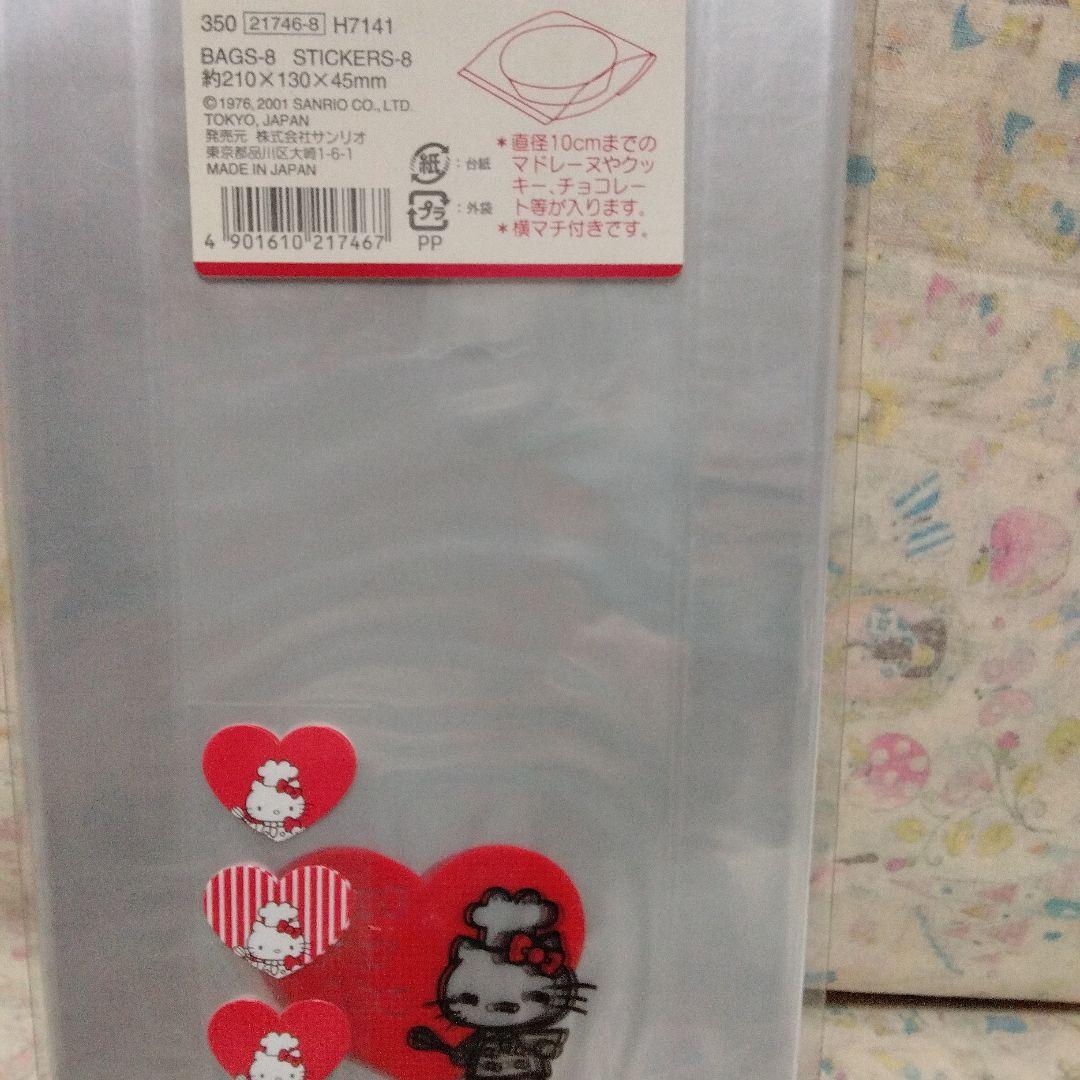 350 21746-8 H7141
BAGS-8 STICKERS-8
約210×130×45mm
©1976, 2001 SANRIO CO., LTD.
TOKYO, JAPAN
発売元 株式会社サンリオ
東京都品川区大崎1-6-1
MADE IN JAPAN
4 901610 217467
紙 : 台紙
プラ : 外袋
PP
*直径10cmまでの
マドレーヌやクッ
キー、チョコレー
ト等が入ります。
*横マチ付きです。